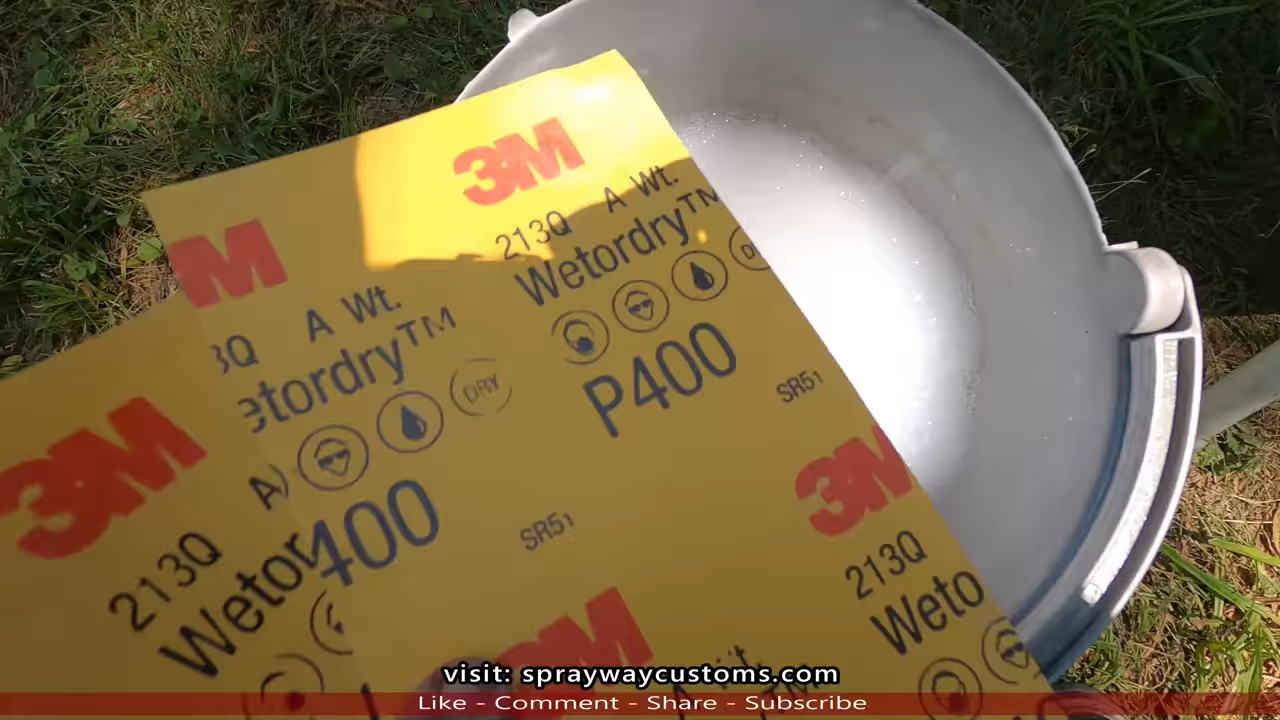 3M
213Q A Wt.
Wetordry™
P400
SR51
3M
3Q A Wt.
etordry™
DRY
A)
400
SR51
3M
213Q
Wetor
3M
213Q
Weto
3M
visit: spraywaycustoms.com
Like - Comment - Share - Subscribe